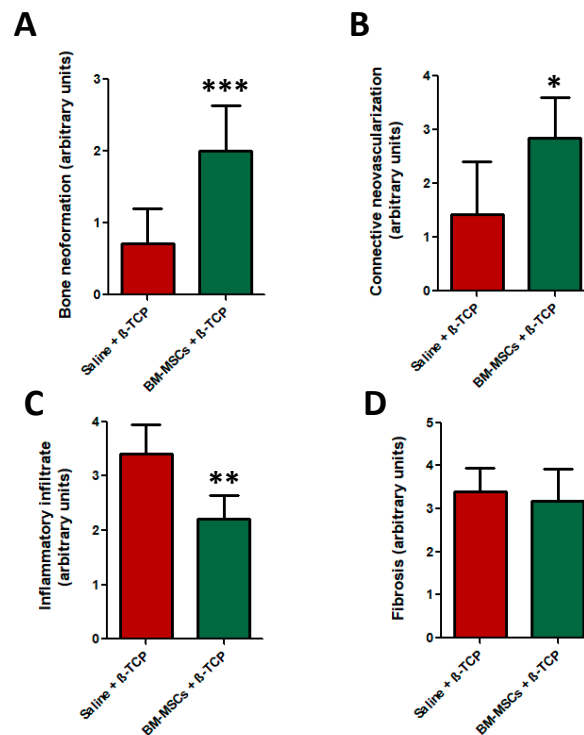 A
Bone neoformation (arbitrary units)
3
2
1
0
***
Saline + ß-TCP
BM-MSCs + ß-TCP
B
Connective neovascularization
(arbitrary units)
4
3
2
1
0
*
Saline + ß-TCP
BM-MSCs + ß-TCP
C
Inflammatory infiltrate
(arbitrary units)
4
3
2
1
0
**
Saline + ß-TCP
BM-MSCs + ß-TCP
D
Fibrosis (arbitrary units)
5
4
3
2
1
0
Saline + ß-TCP
BM-MSCs + ß-TCP